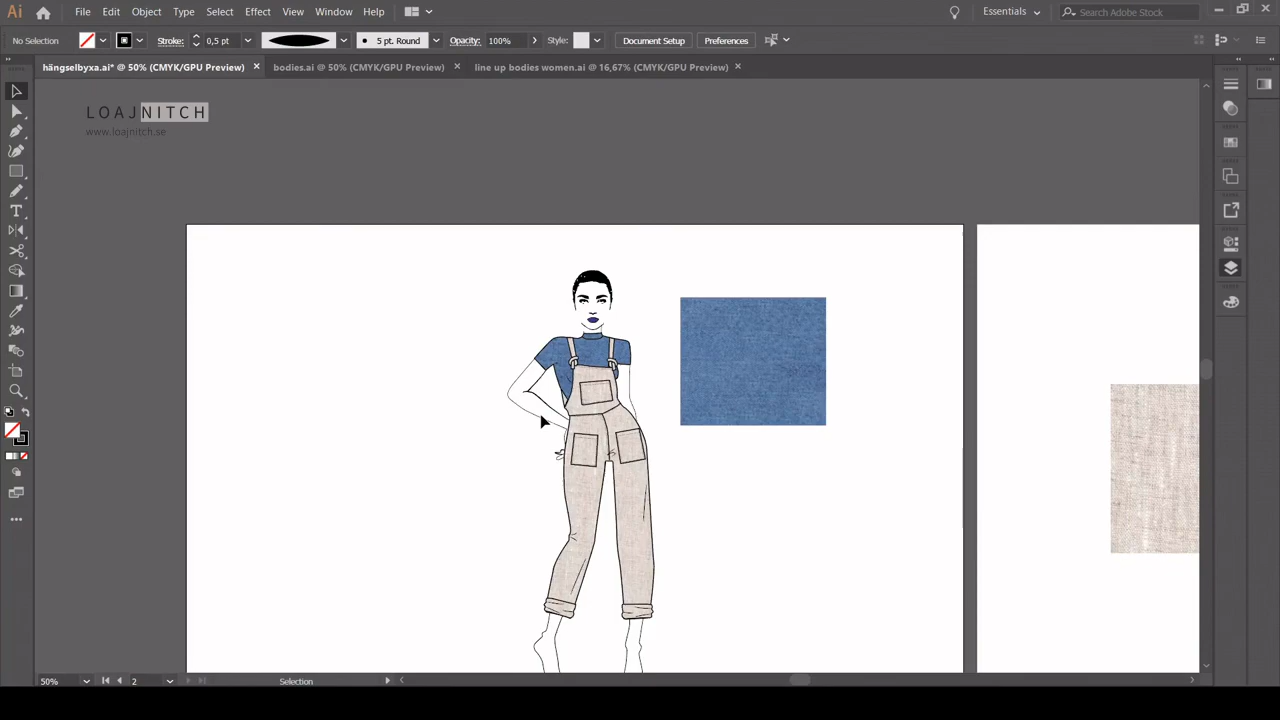 Ai File Edit Object Type Select Effect View Window Help Essentials Search Adobe Stock
No Selection Stroke: 0,5 pt. 5 pt. Round Opacity: 100% Style: Document Setup Preferences
hängselbyxa.ai* @ 50% (CMYK/GPU Preview) bodies.ai @ 50% (CMYK/GPU Preview) line up bodies women.ai @ 16,67% (CMYK/GPU Preview)
LOAJNITCH
www.loajnitch.se
50% 2 Selection